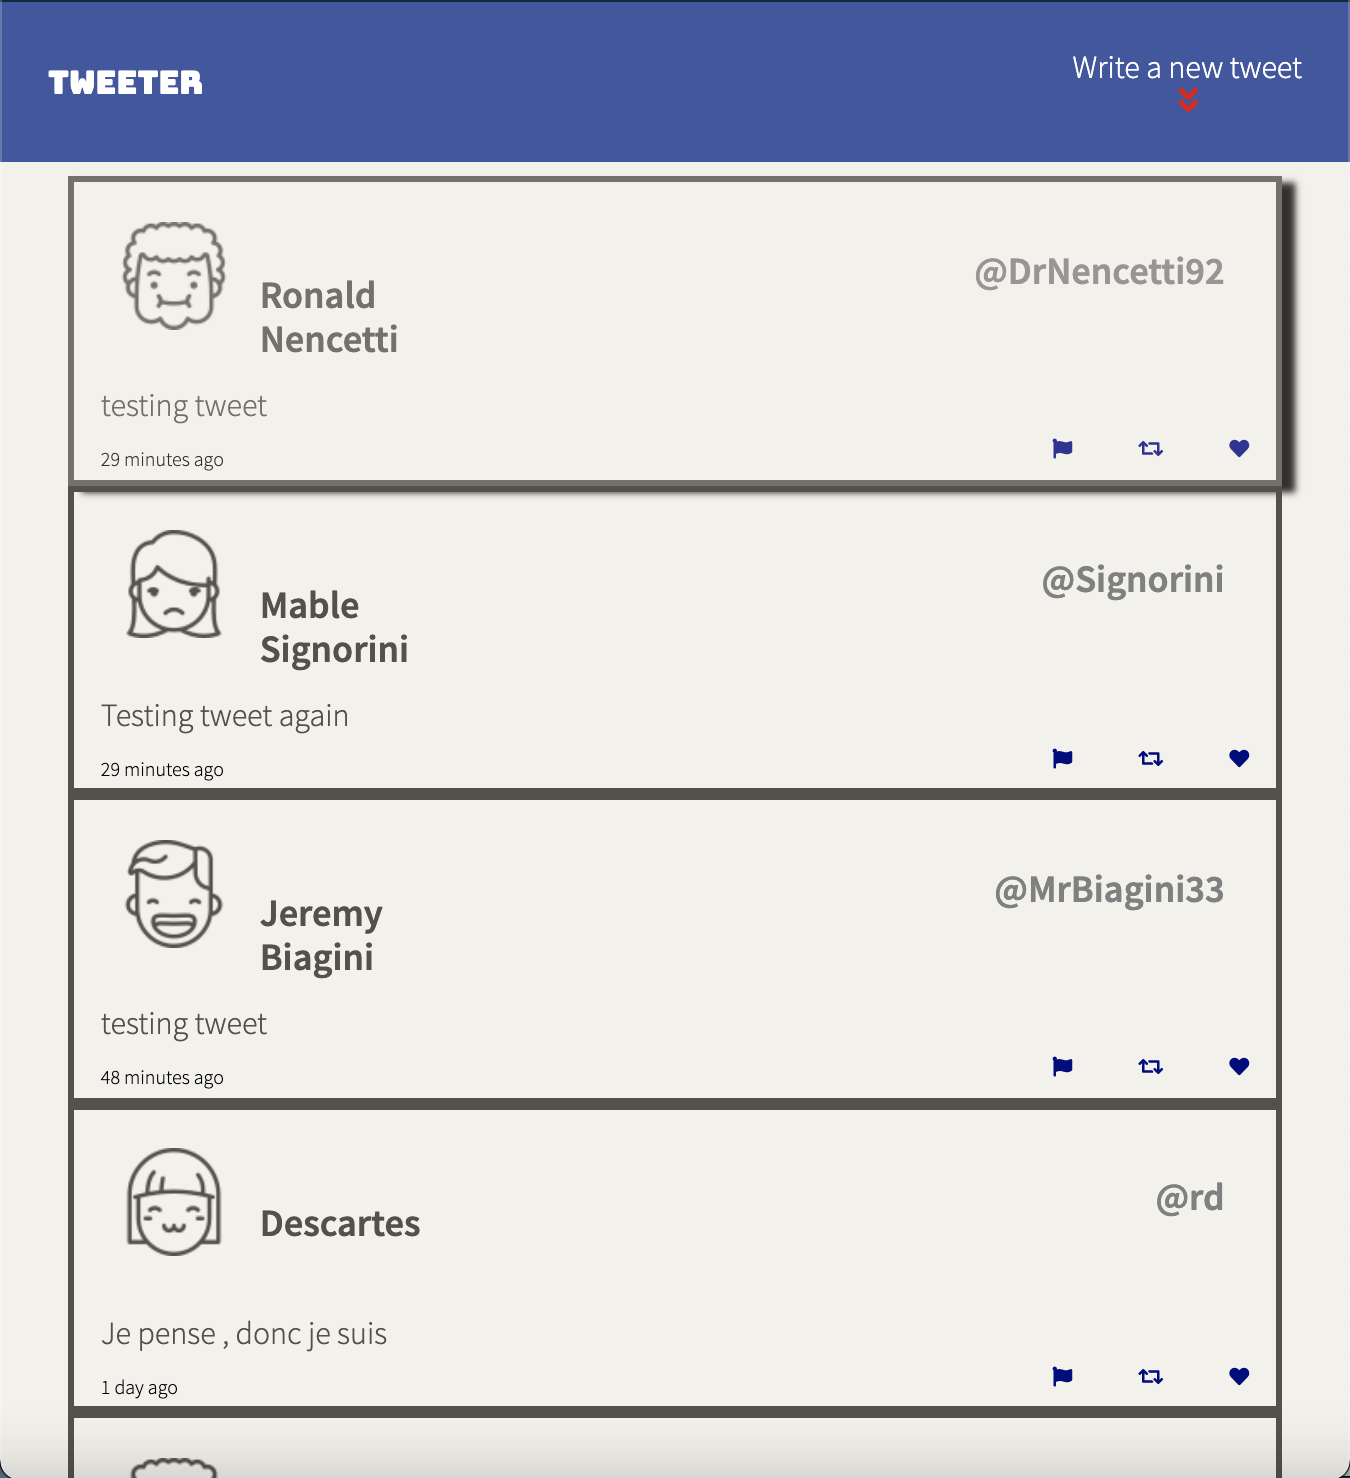 TWEETER
Write a new tweet
Ronald
Nencetti
@DrNencetti92
testing tweet
29 minutes ago
Mable
Signorini
@Signorini
Testing tweet again
29 minutes ago
Jeremy
Biagini
@MrBiagini33
testing tweet
48 minutes ago
Descartes
@rd
Je pense , donc je suis
1 day ago